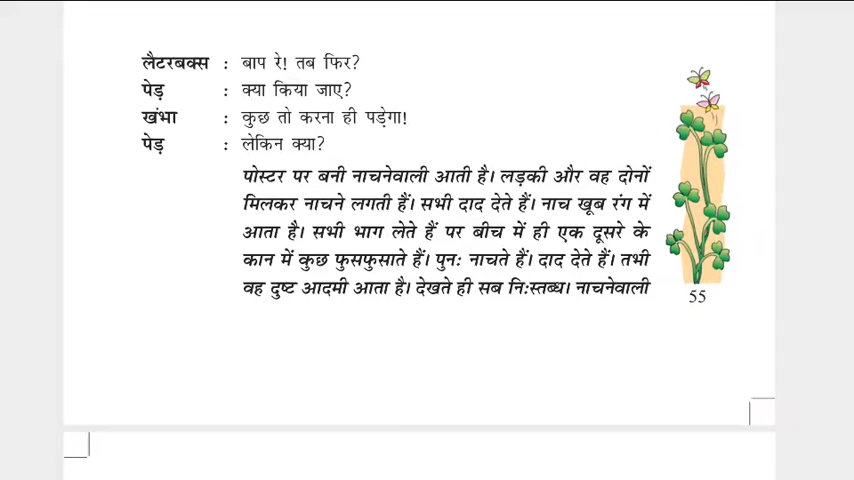 लैटरबक्स : बाप रे! तब फिर?
पेड़ : क्या किया जाए?
खंभा : कुछ तो करना ही पड़ेगा!
पेड़ : लेकिन क्या?
पोस्टर पर बनी नाचनेवाली आती है। लड़की और वह दोनों
मिलकर नाचने लगती हैं। सभी दाद देते हैं। नाच खूब रंग में
आता है। सभी भाग लेते हैं पर बीच में ही एक दूसरे के
कान में कुछ फुसफुसाते हैं। पुनः नाचते हैं। दाद देते हैं। तभी
वह दुष्ट आदमी आता है। देखते ही सब निःस्तब्ध। नाचनेवाली
55